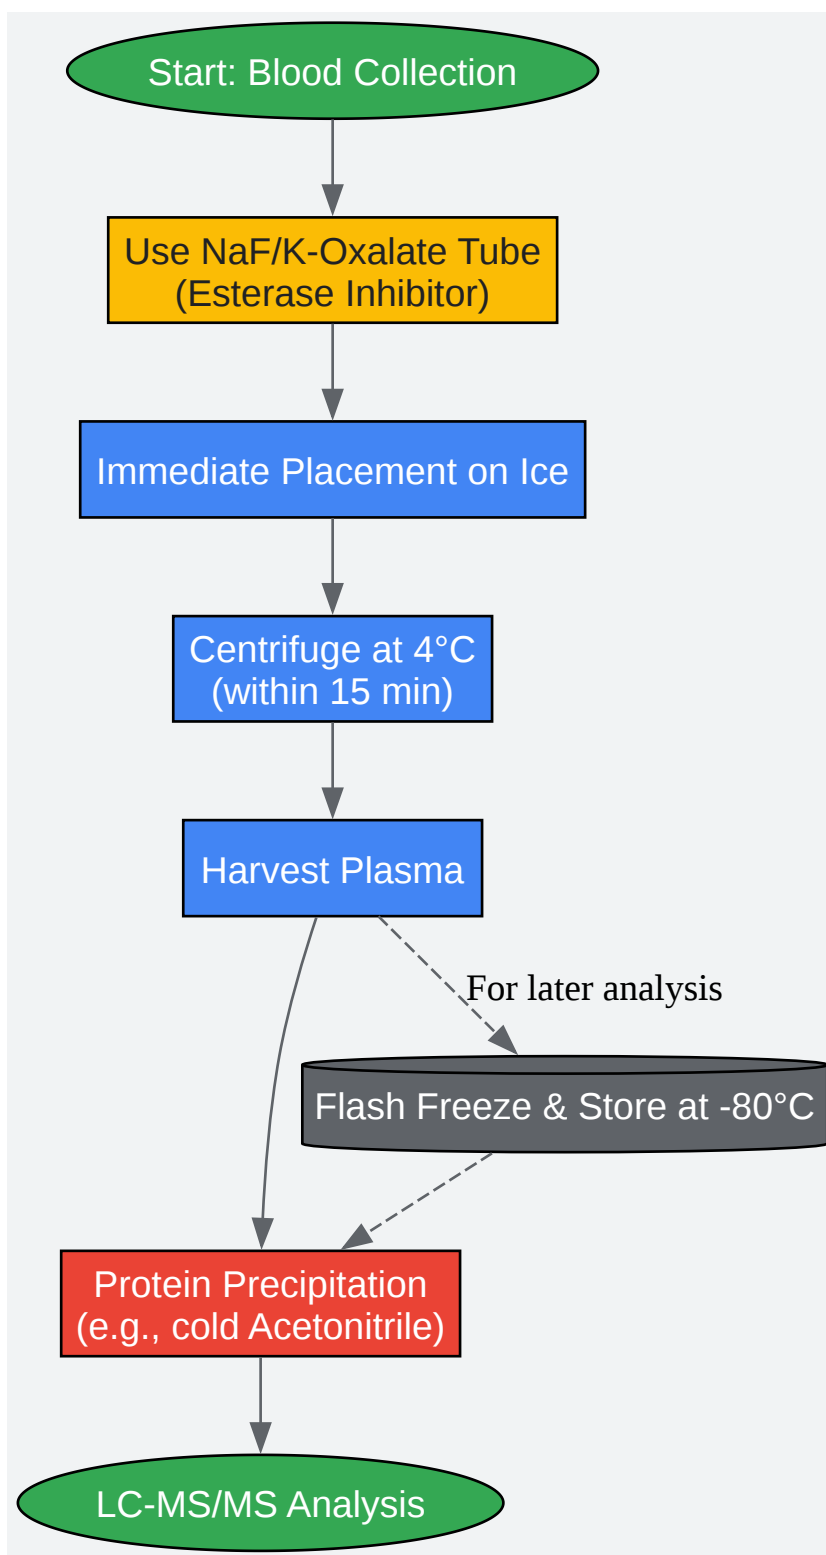 Start: Blood Collection
Use NaF/K-Oxalate Tube
(Esterase Inhibitor)
Immediate Placement on Ice
Centrifuge at 4°C
(within 15 min)
Harvest Plasma
For later analysis
Flash Freeze & Store at -80°C
Protein Precipitation
(e.g., cold Acetonitrile)
LC-MS/MS Analysis